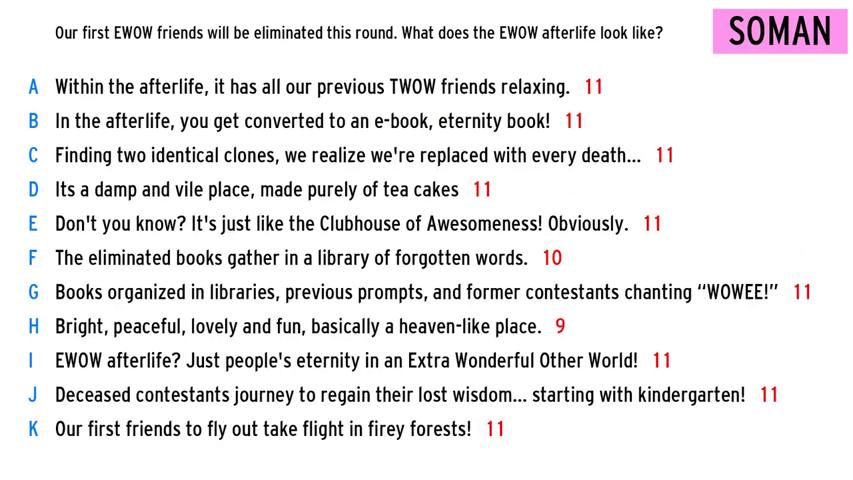 Our first EWOW friends will be eliminated this round. What does the EWOW afterlife look like?
SOMAN
A Within the afterlife, it has all our previous TWOW friends relaxing. 11
B In the afterlife, you get converted to an e-book, eternity book! 11
C Finding two identical clones, we realize we're replaced with every death... 11
D Its a damp and vile place, made purely of tea cakes 11
E Don't you know? It's just like the Clubhouse of Awesomeness! Obviously. 11
F The eliminated books gather in a library of forgotten words. 10
G Books organized in libraries, previous prompts, and former contestants chanting “WOWEE!” 11
H Bright, peaceful, lovely and fun, basically a heaven-like place. 9
I EWOW afterlife? Just people's eternity in an Extra Wonderful Other World! 11
J Deceased contestants journey to regain their lost wisdom... starting with kindergarten! 11
K Our first friends to fly out take flight in firey forests! 11